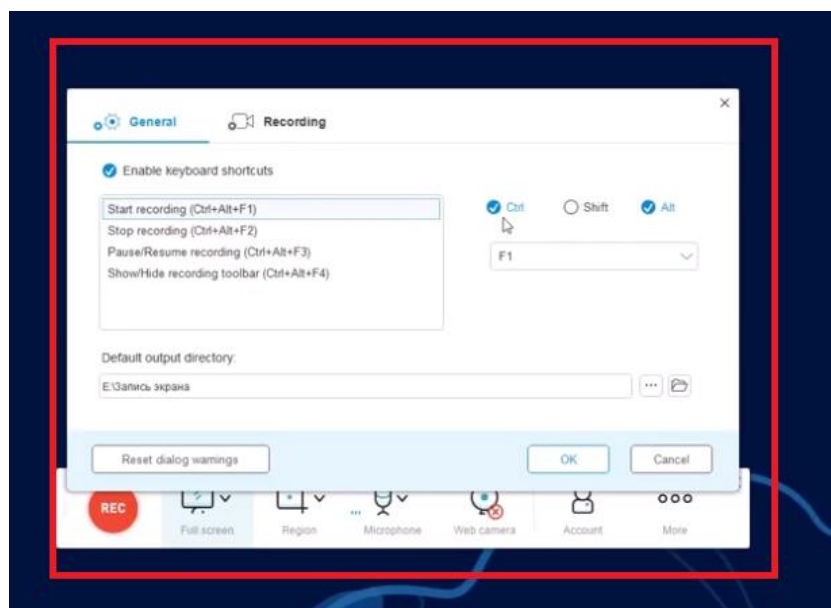 General Recording
Enable keyboard shortcuts
Start recording (Ctrl+Alt+F1)
Stop recording (Ctrl+Alt+F2)
Pause/Resume recording (Ctrl+Alt+F3)
Show/Hide recording toolbar (Ctrl+Alt+F4)
Ctrl Shift Alt
F1
Default output directory:
E:\Запись экрана
Reset dialog warnings OK Cancel
REC
Full screen Region Microphone Web camera Account More